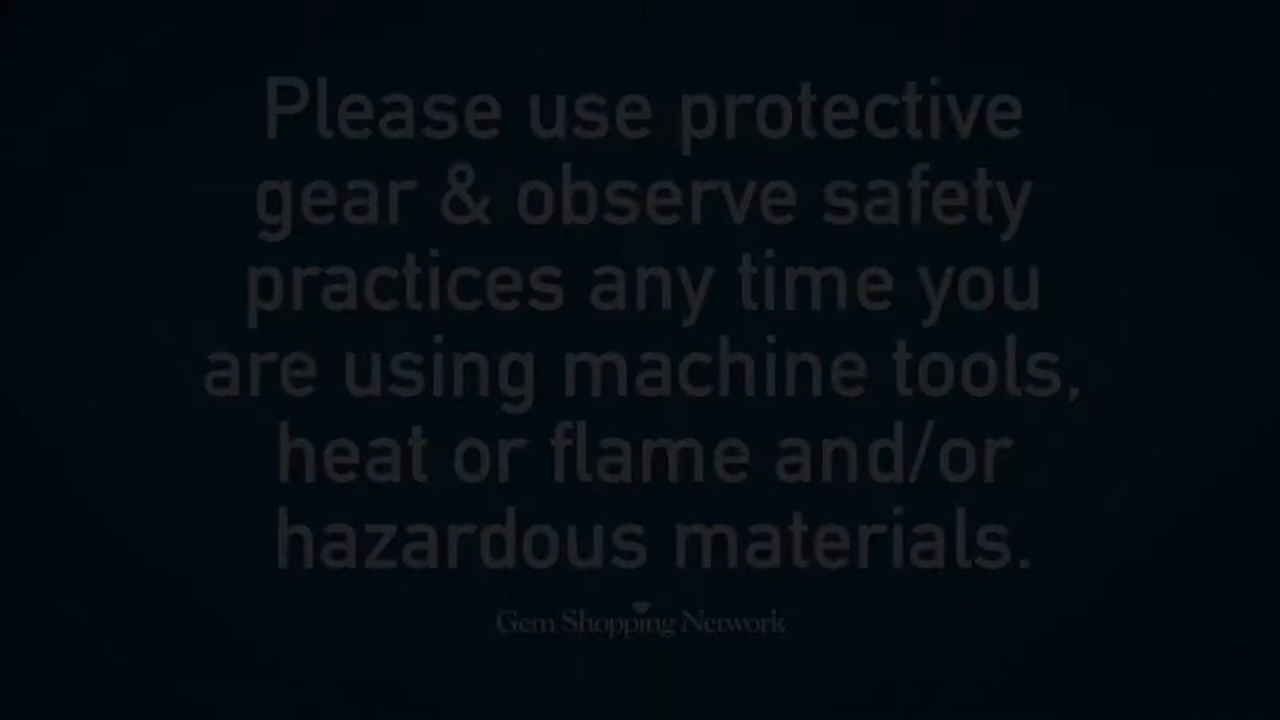 Please use protective
gear & observe safety
practices any time you
are using machine tools,
heat or flame and/or
hazardous materials.
Gem Shopping Network